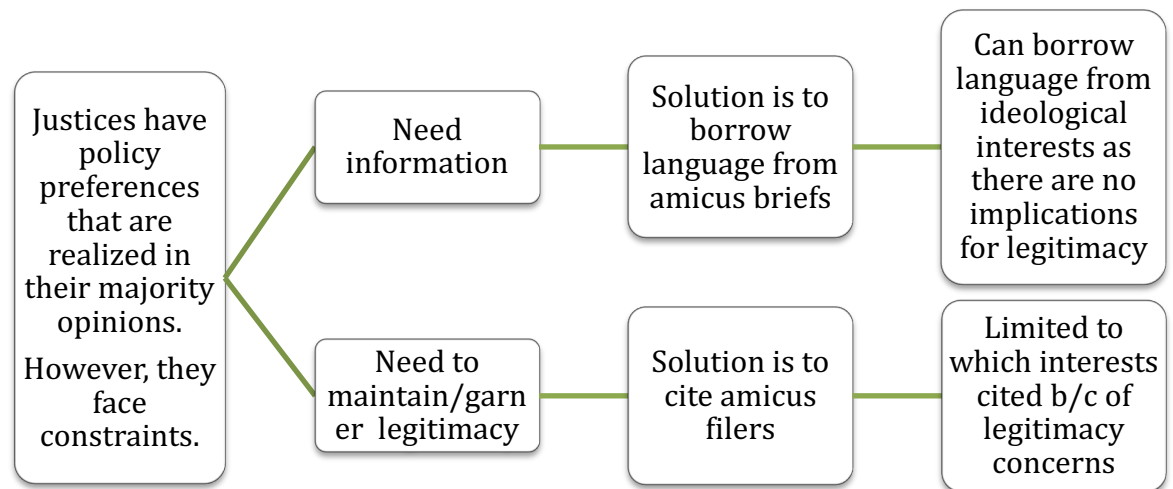 Justices have
policy
preferences
that are
realized in
their majority
opinions.
However, they
face
constraints.
Need
information
Solution is to
borrow
language from
amicus briefs
Can borrow
language from
ideological
interests as
there are no
implications
for legitimacy
Need to
maintain/garn
er legitimacy
Solution is to
cite amicus
filers
Limited to
which interests
cited b/c of
legitimacy
concerns